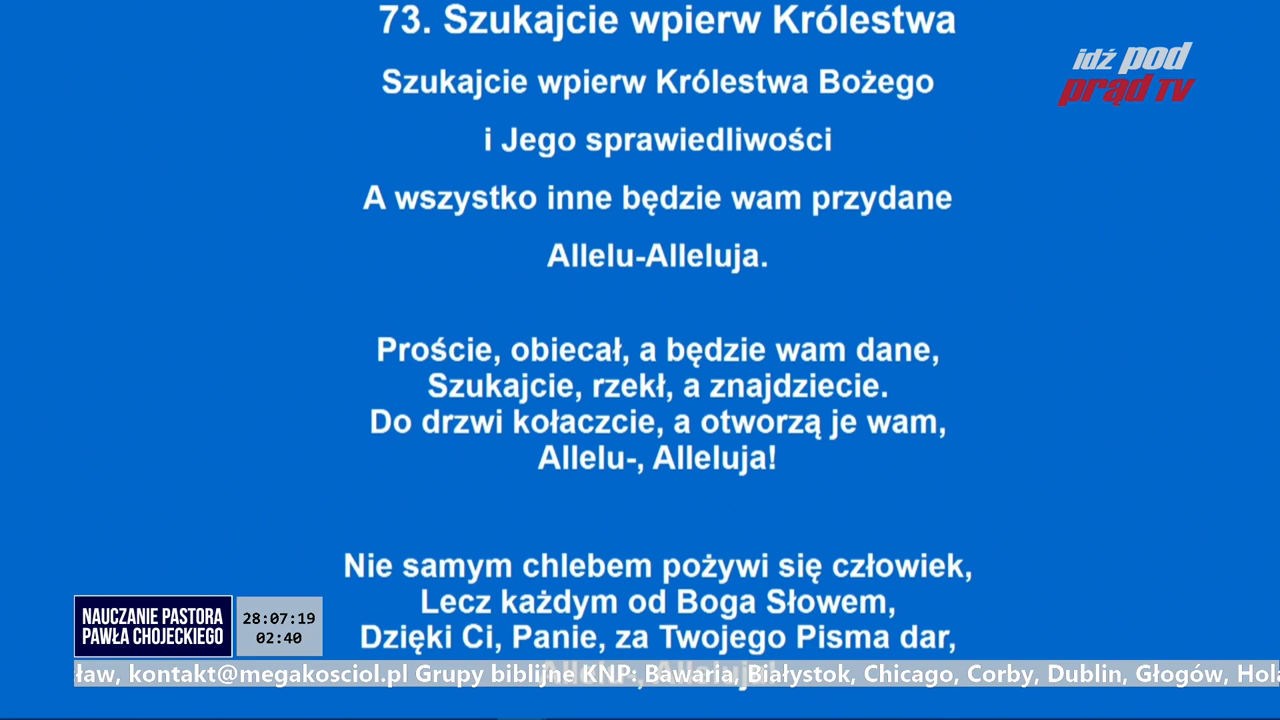 73. Szukajcie wpierw Królestwa
idź pod
prąd TV
Szukajcie wpierw Królestwa Bożego
i Jego sprawiedliwości
A wszystko inne będzie wam przydane
Allelu-Alleluja.
Proście, obiecał, a będzie wam dane,
Szukajcie, rzekł, a znajdziecie.
Do drzwi kołaczcie, a otworzą je wam,
Allelu-, Alleluja!
Nie samym chlebem pożywi się człowiek,
Lecz każdym od Boga Słowem,
Dzięki Ci, Panie, za Twojego Pisma dar,
Allelu-, Alleluja!
NAUCZANIE PASTORA
PAWŁA CHOJECKIEGO
28:07:19
02:40
ław, kontakt@megakosciol.pl Grupy biblijne KNP: Bawaria, Białystok, Chicago, Corby, Dublin, Głogów, Hola